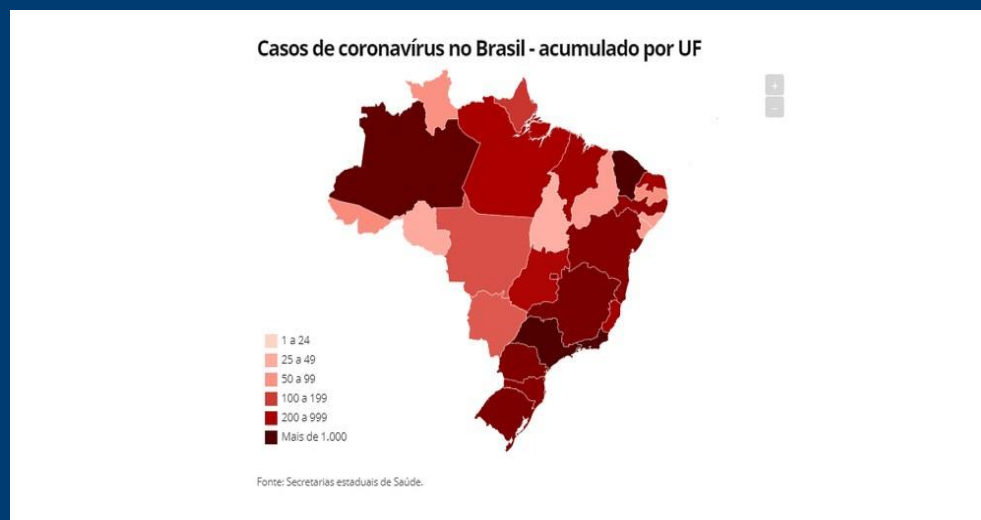 Casos de coronavírus no Brasil - acumulado por UF
+
-
1 a 24
25 a 49
50 a 99
100 a 199
200 a 999
Mais de 1.000
Fonte: Secretarias estaduais de Saúde.